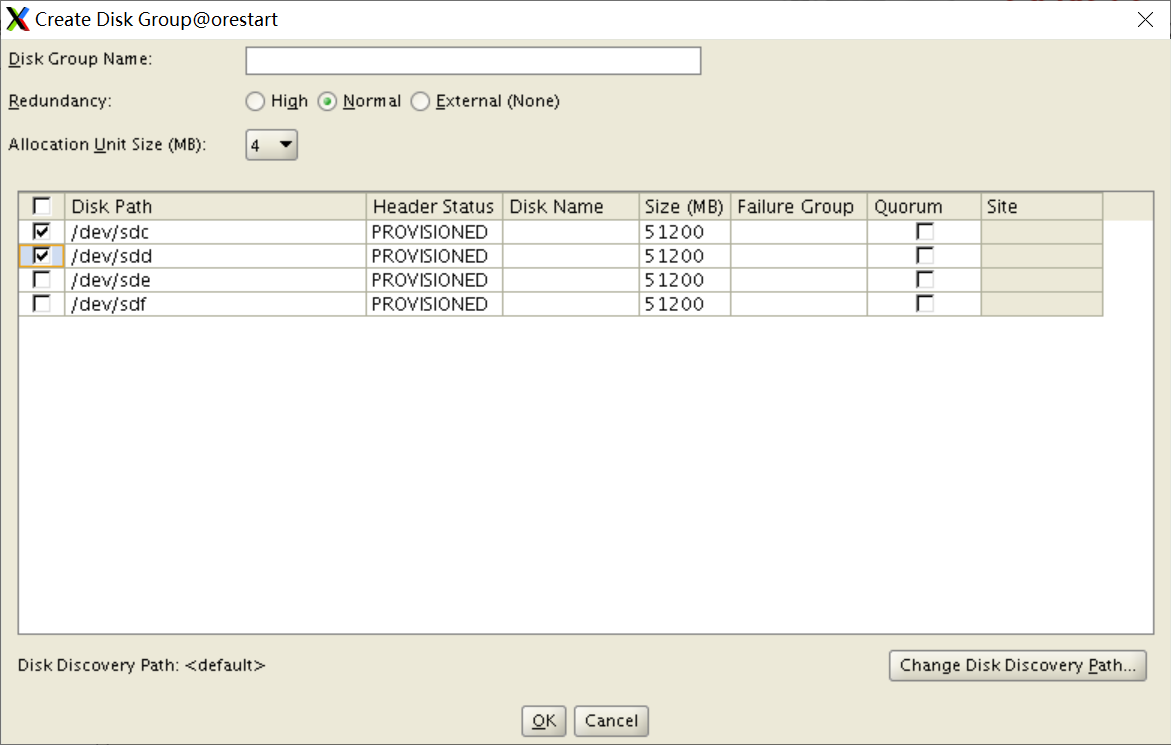 Create Disk Group@orestart
Disk Group Name:
Redundancy: High Normal External (None)
Allocation Unit Size (MB): 4
Disk Path Header Status Disk Name Size (MB) Failure Group Quorum Site
/dev/sdc PROVISIONED 51200
/dev/sdd PROVISIONED 51200
/dev/sde PROVISIONED 51200
/dev/sdf PROVISIONED 51200
Disk Discovery Path: <default> Change Disk Discovery Path...
OK Cancel